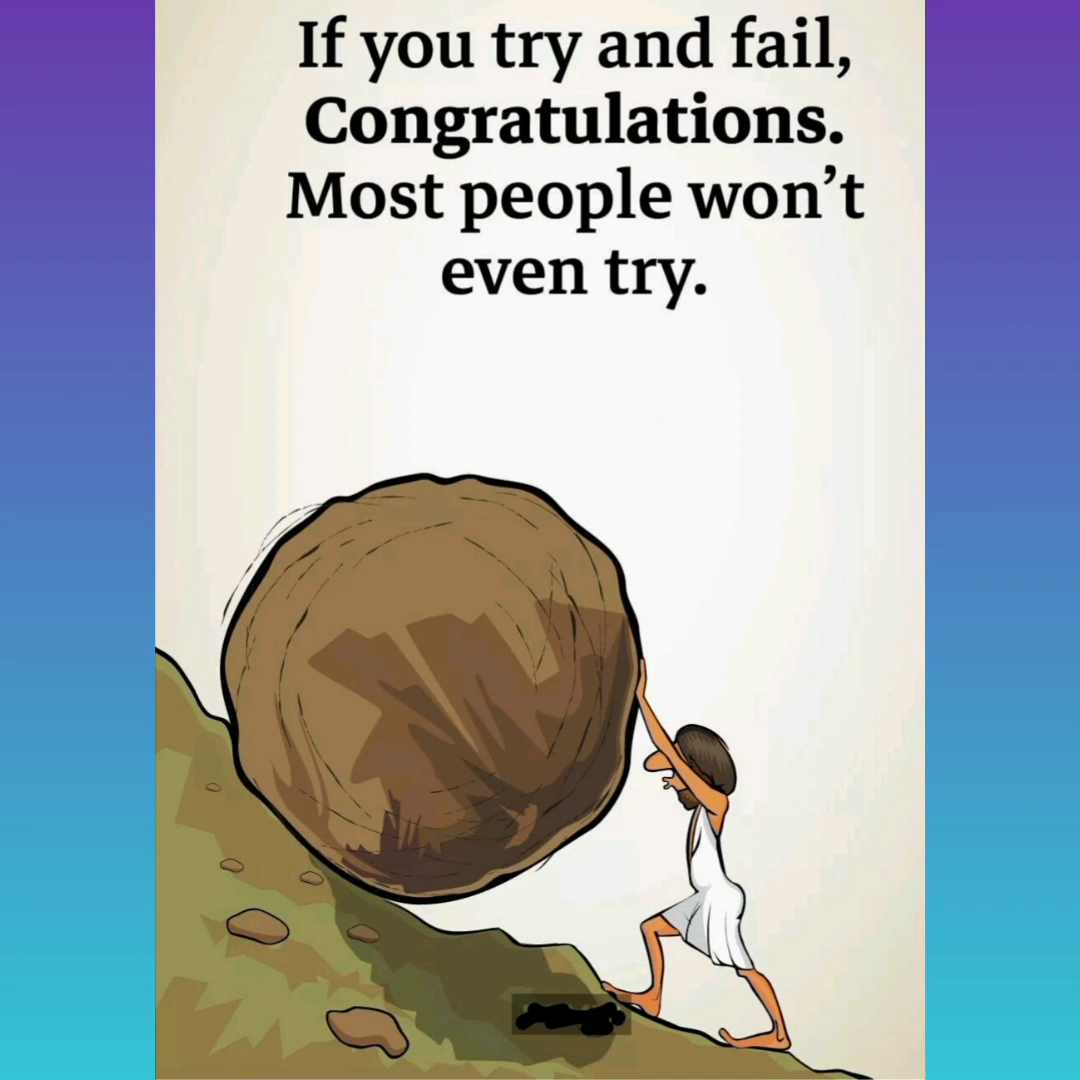 If you try and fail,
Congratulations.
Most people won’t
even try.